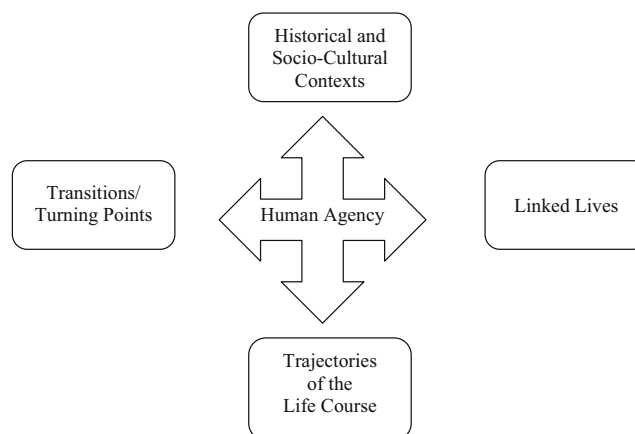 Historical and
Socio-Cultural
Contexts
Transitions/
Turning Points
Human Agency
Linked Lives
Trajectories
of the
Life Course